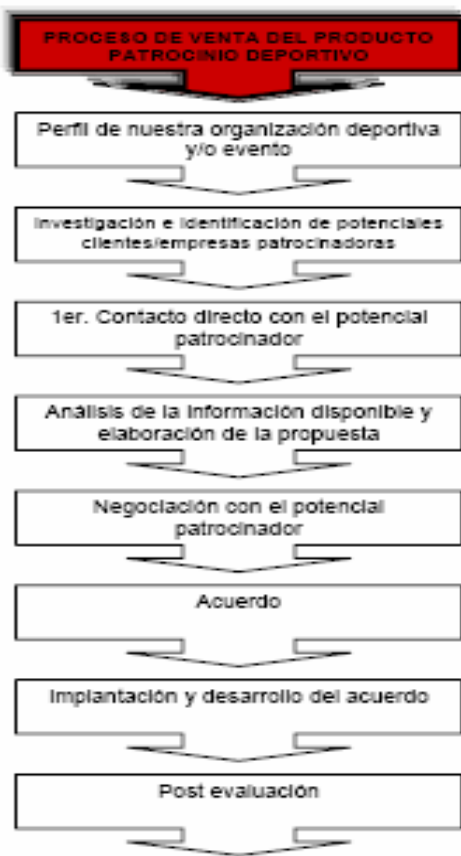 PROCESO DE VENTA DEL PRODUCTO
PATROCINIO DEPORTIVO
Perfil de nuestra organización deportiva
y/o evento
Investigación e Identificación de potenciales
clientes/empresas patrocinadoras
1er. Contacto directo con el potencial
patrocinador
Análisis de la Información disponible y
elaboración de la propuesta
Negociación con el potencial
patrocinador
Acuerdo
Implantación y desarrollo del acuerdo
Post evaluación